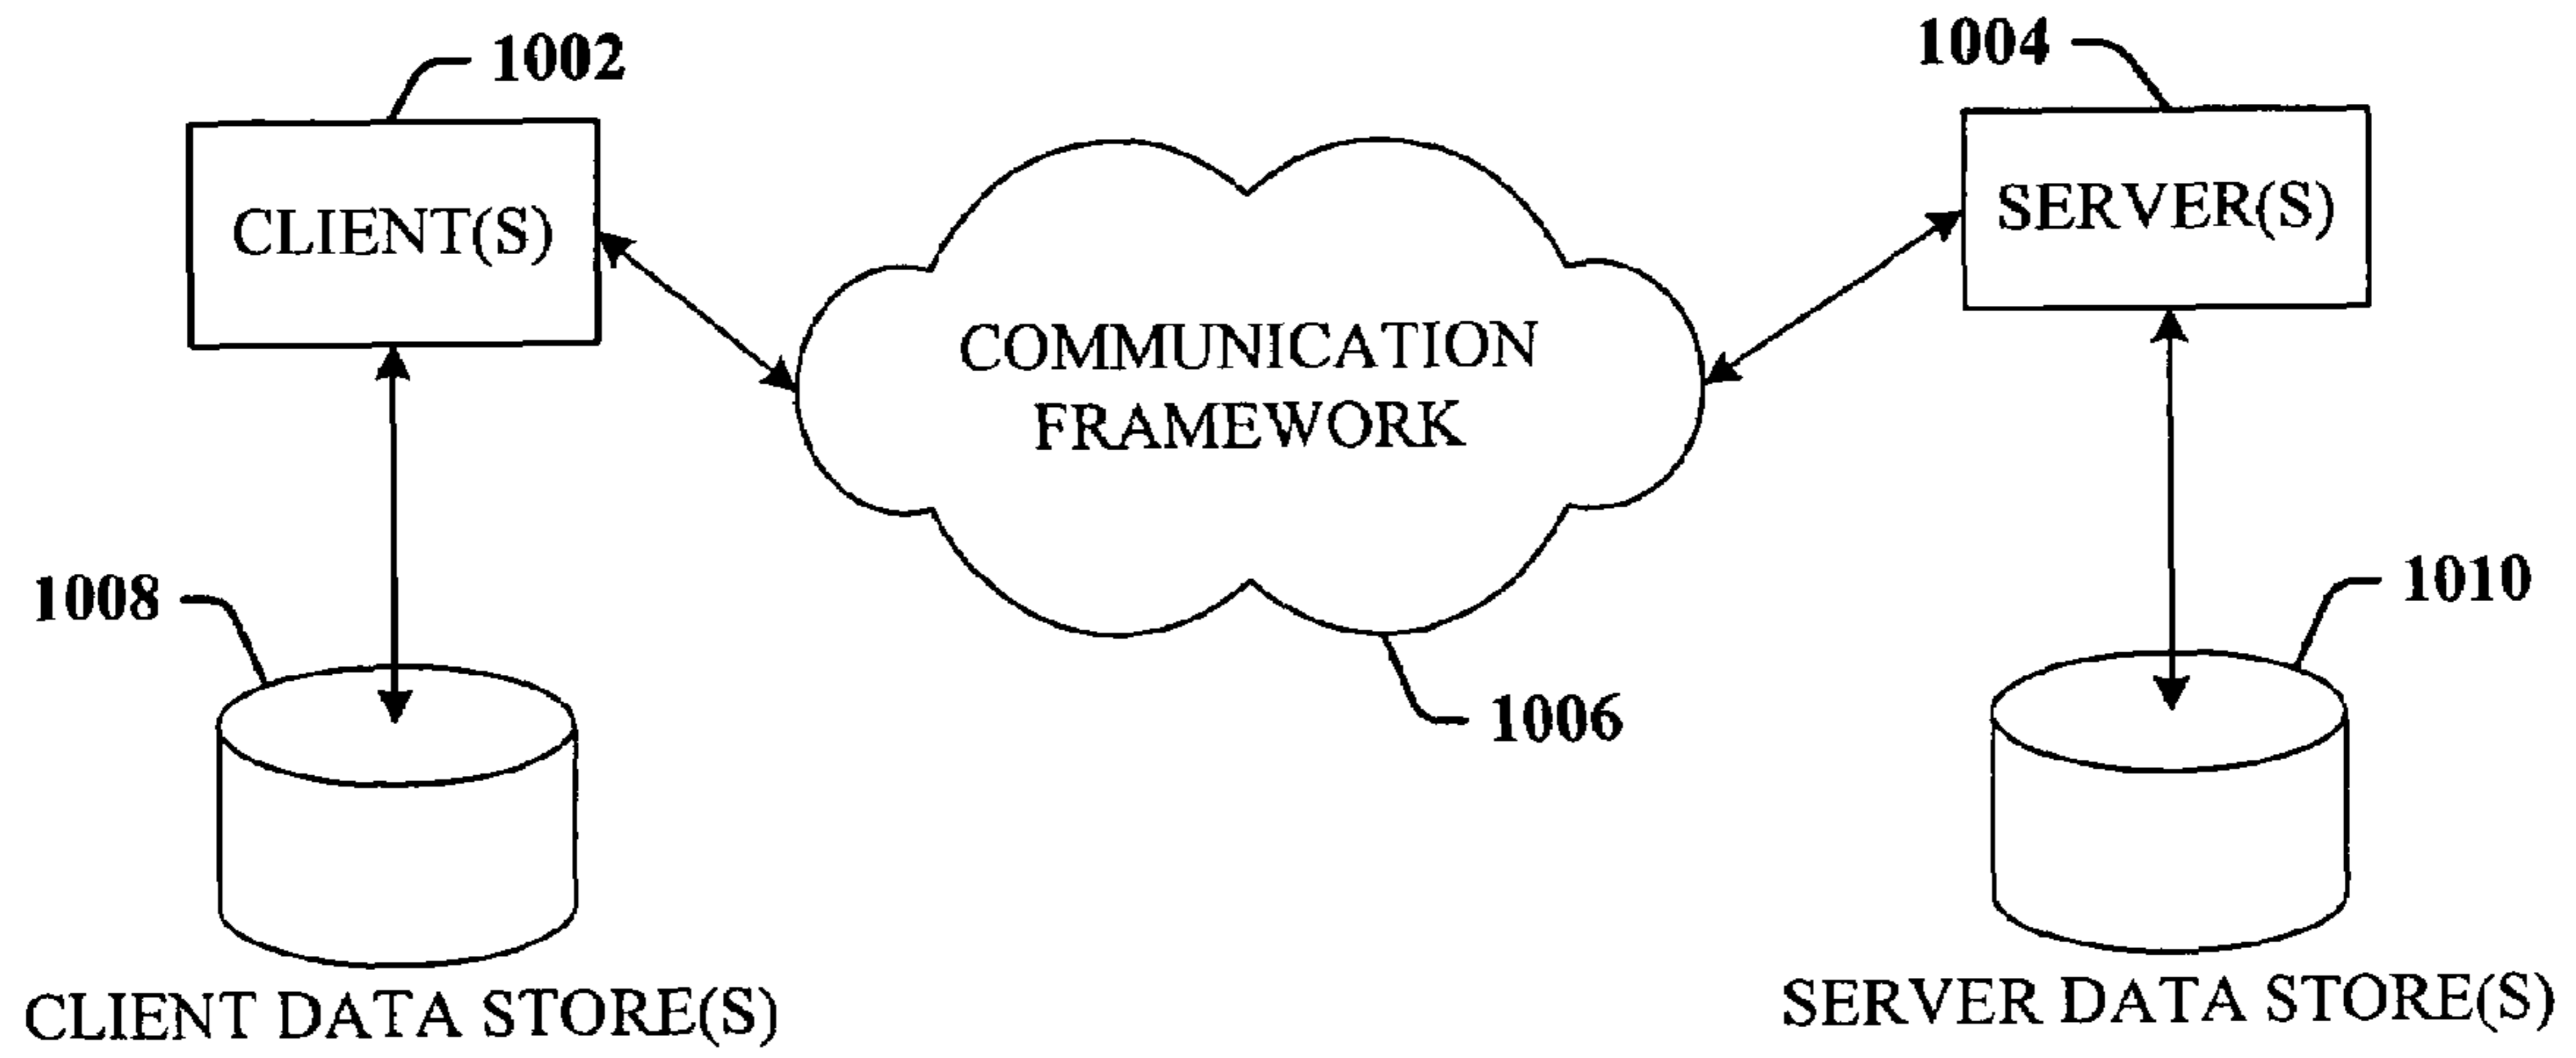 1002
1004
CLIENT(S)
SERVER(S)
COMMUNICATION
FRAMEWORK
1008
1010
1006
CLIENT DATA STORE(S)
SERVER DATA STORE(S)